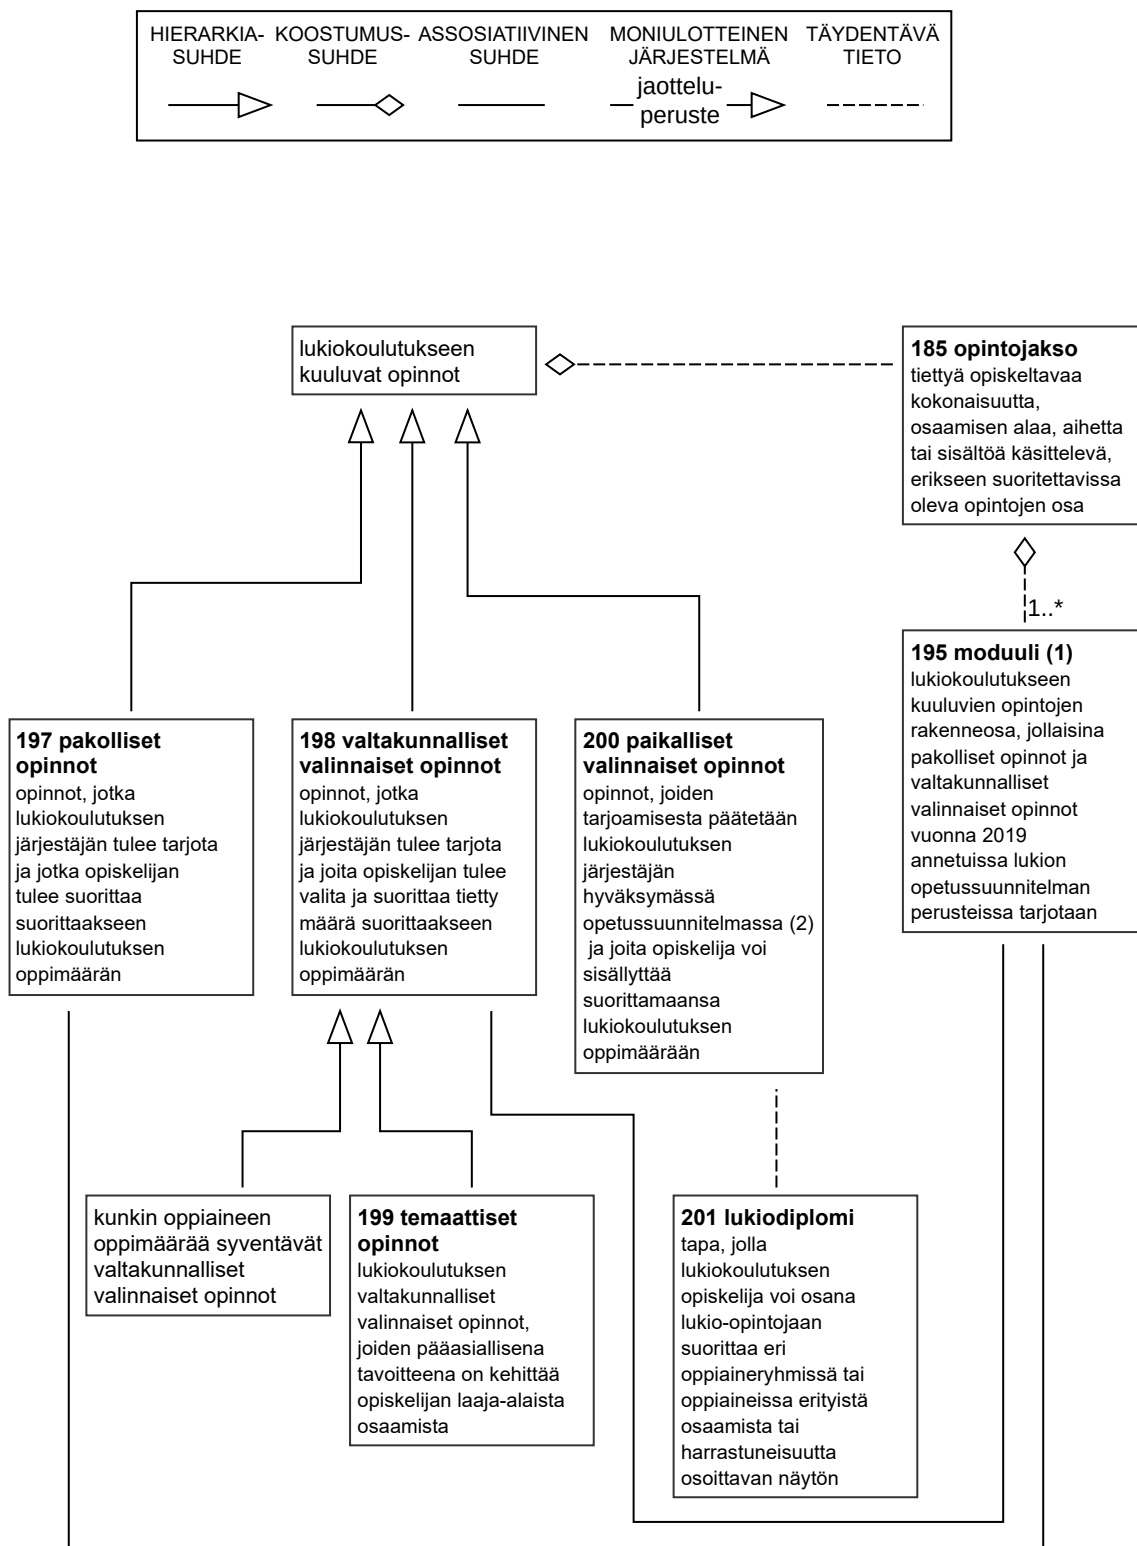 HIERARKIA-
SUHDE
KOOSTUMUS-
SUHDE
ASSOSIATIIVINEN
SUHDE
MONIULOTTEINEN
JÄRJESTELMÄ
jaottelu-
peruste
TÄYDENTÄVÄ
TIETO
lukiokoulutukseen
kuuluvat opinnot
185 opintojakso
tiettyä opiskeltavaa
kokonaisuutta,
osaamisen alaa, aihetta
tai sisältöä käsittelevä,
erikseen suoritettavissa
oleva opintojen osa
1..*
195 moduuli (1)
lukiokoulutukseen
kuuluvien opintojen
rakenneosa, jollaisina
pakolliset opinnot ja
valtakunnalliset
valinnaiset opinnot
vuonna 2019
annetuissa lukion
opetussuunnitelman
perusteissa tarjotaan
197 pakolliset
opinnot
opinnot, jotka
lukiokoulutuksen
järjestäjän tulee tarjota
ja jotka opiskelijan
tulee suorittaa
suorittaakseen
lukiokoulutuksen
oppimäärän
198 valtakunnalliset
valinnaiset opinnot
opinnot, jotka
lukiokoulutuksen
järjestäjän tulee tarjota
ja joita opiskelijan tulee
valita ja suorittaa tietty
määrä suorittaakseen
lukiokoulutuksen
oppimäärän
200 paikalliset
valinnaiset opinnot
opinnot, joiden
tarjoamisesta päätetään
lukiokoulutuksen
järjestäjän
hyväksymässä
opetussuunnitelmassa (2)
ja joita opiskelija voi
sisällyttää
suorittamaansa
lukiokoulutuksen
oppimäärään
kunkin oppiaineen
oppimäärää syventävät
valtakunnalliset
valinnaiset opinnot
199 temaattiset
opinnot
lukiokoulutuksen
valtakunnalliset
valinnaiset opinnot,
joiden pääasiallisena
tavoitteena on kehittää
opiskelijan laaja-alaista
osaamista
201 lukiodiplomi
tapa, jolla
lukiokoulutuksen
opiskelija voi osana
lukio-opintojaan
suorittaa eri
oppiaineryhmissä tai
oppiaineissa erityistä
osaamista tai
harrastuneisuutta
osoittavan näytön